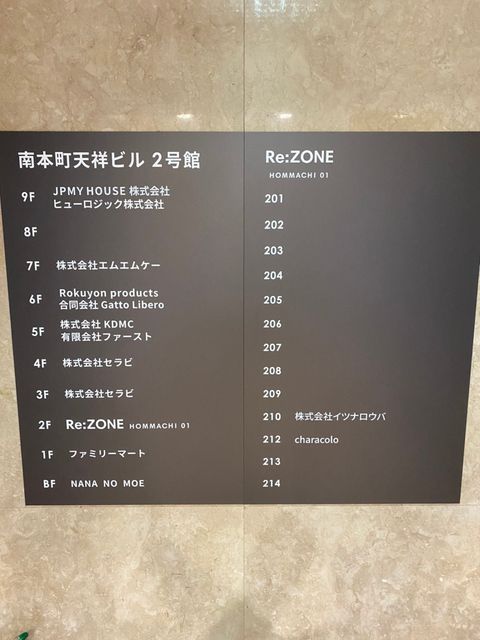 南本町天祥ビル 2号館
9F JPMY HOUSE 株式会社
ヒューロジック株式会社
8F
7F 株式会社エムエムケー
6F Rokuyon products
合同会社 Gatto Libero
5F 株式会社 KDMC
有限会社ファースト
4F 株式会社セラビ
3F 株式会社セラビ
2F Re:ZONE HOMMACHI 01
1F ファミリーマート
BF NANA NO MOE
Re:ZONE
HOMMACHI 01
201
202
203
204
205
206
207
208
209
210 株式会社イツナロウバ
212 characolo
213
214